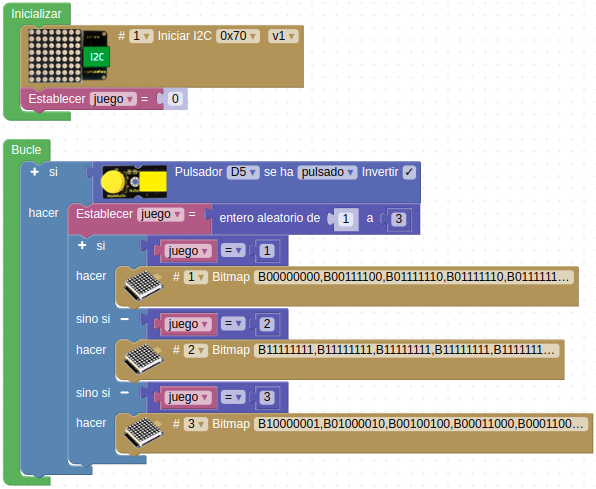 Inicializar
# 1 Iniciar I2C 0x70 v1
I2C
Establecer juego = 0
Bucle
si Pulsador D5 se ha pulsado Invertir
hacer Establecer juego = entero aleatorio de 1 a 3
si juego = 1
hacer # 1 Bitmap B00000000,B00111100,B01111110,B01111110,B0111111...
sino si juego = 2
hacer # 2 Bitmap B11111111,B11111111,B11111111,B11111111,B1111111...
sino si juego = 3
hacer # 3 Bitmap B10000001,B01000010,B00100100,B00011000,B0001100...